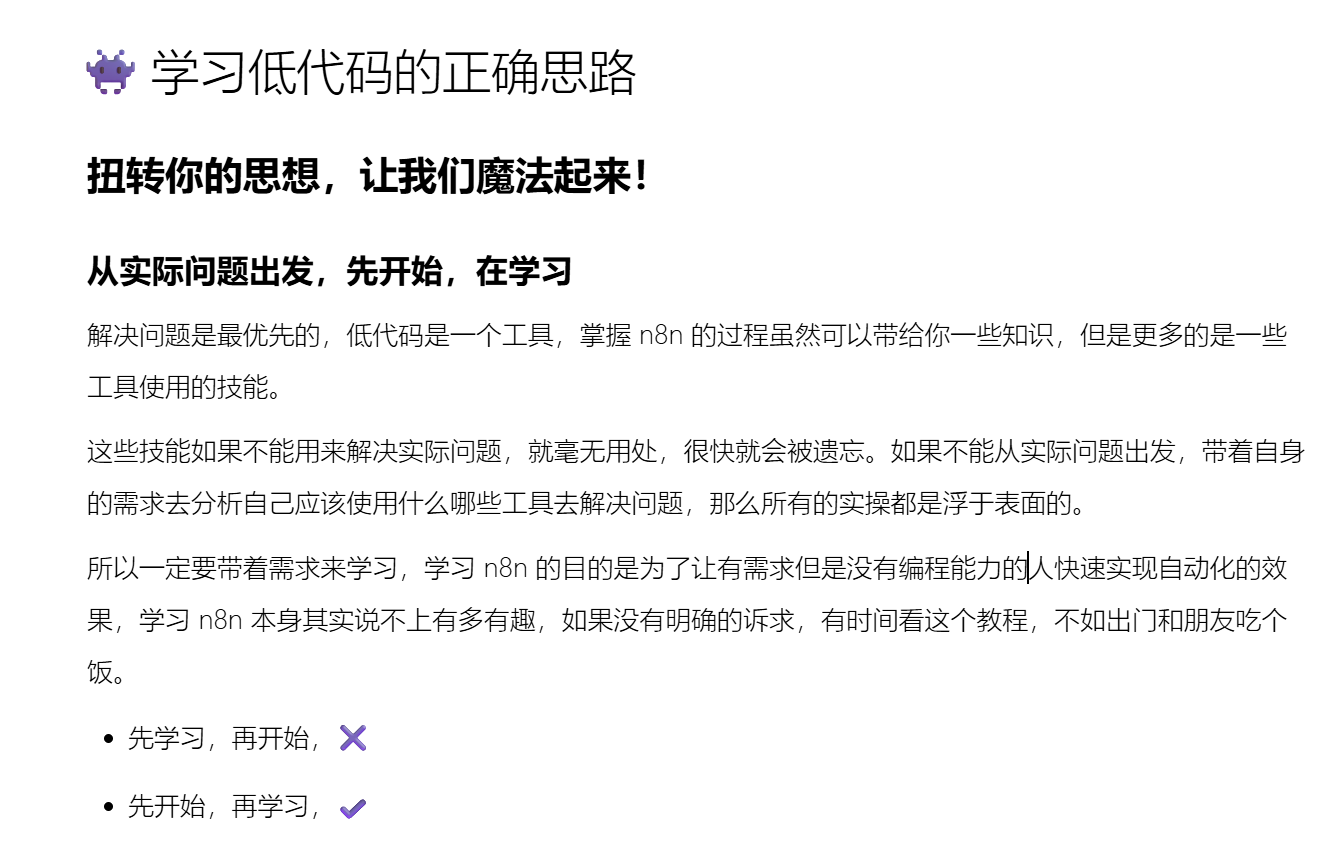 👾 学习低代码的正确思路
扭转你的思想，让我们魔法起来！
从实际问题出发，先开始，在学习
解决问题是最优先的，低代码是一个工具，掌握 n8n 的过程虽然可以带给你一些知识，但是更多的是一些
工具使用的技能。
这些技能如果不能用来解决实际问题，就毫无用处，很快就会被遗忘。如果不能从实际问题出发，带着自身
的需求去分析自己应该使用什么哪些工具去解决问题，那么所有的实操都是浮于表面的。
所以一定要带着需求来学习，学习 n8n 的目的是为了让有需求但是没有编程能力的人快速实现自动化的效
果，学习 n8n 本身其实说不上有多有趣，如果没有明确的诉求，有时间看这个教程，不如出门和朋友吃个
饭。
• 先学习，再开始，❌
• 先开始，再学习，✔